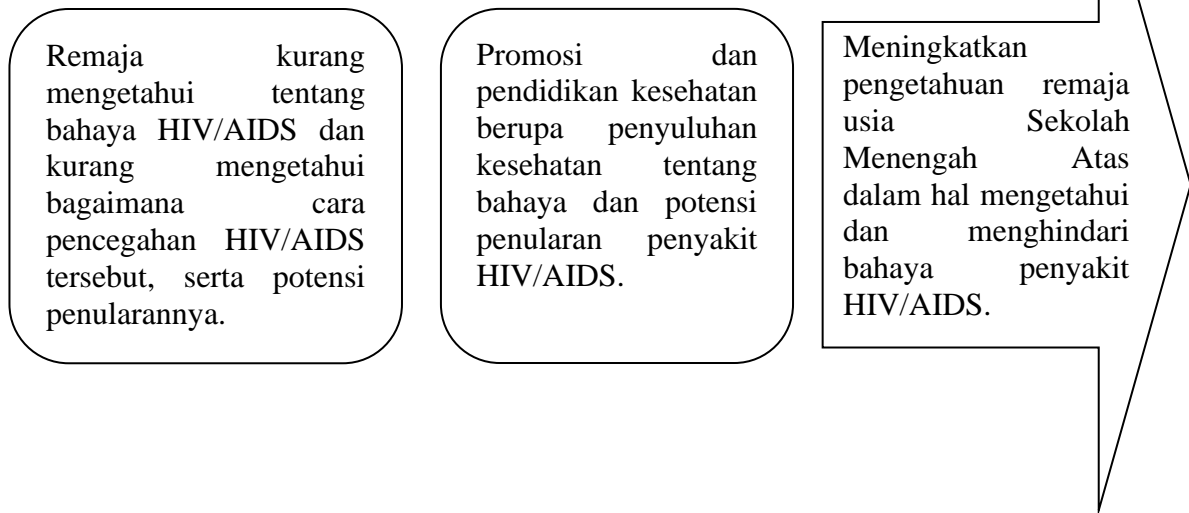 Remaja kurang
mengetahui tentang
bahaya HIV/AIDS dan
kurang mengetahui
bagaimana cara
pencegahan HIV/AIDS
tersebut, serta potensi
penularannya.
Promosi dan
pendidikan kesehatan
berupa penyuluhan
kesehatan tentang
bahaya dan potensi
penularan penyakit
HIV/AIDS.
Meningkatkan
pengetahuan remaja
usia Sekolah
Menengah Atas
dalam hal mengetahui
dan menghindari
bahaya penyakit
HIV/AIDS.